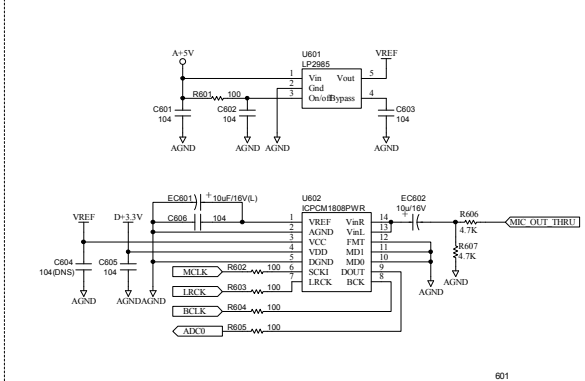 A+5V
U601
LP2985
VREF
1 Vin Vout 5
2 Gnd
3 On/off Bypass 4
R601 100
C601
104
C602
104
C603
104
AGND AGND AGND AGND
EC601 + 10uF/16V(L)
C606 104
U602
ICPCM1808PWR
EC602
10u/16V
+
VREF D+3.3V
1 VREF VinR 14
2 AGND VinL 13
3 VCC FMT 12
4 VDD MD1 11
5 DGND MD0 10
6 SCKI DOUT 9
7 LRCK BCK 8
R606
4.7K
MIC_OUT_THRU
R607
4.7K
C604
104(DNS)
C605
104
MCLK R602 100
LRCK R603 100
BCLK R604 100
ADC0 R605 100
AGND AGND AGND AGND AGND
601